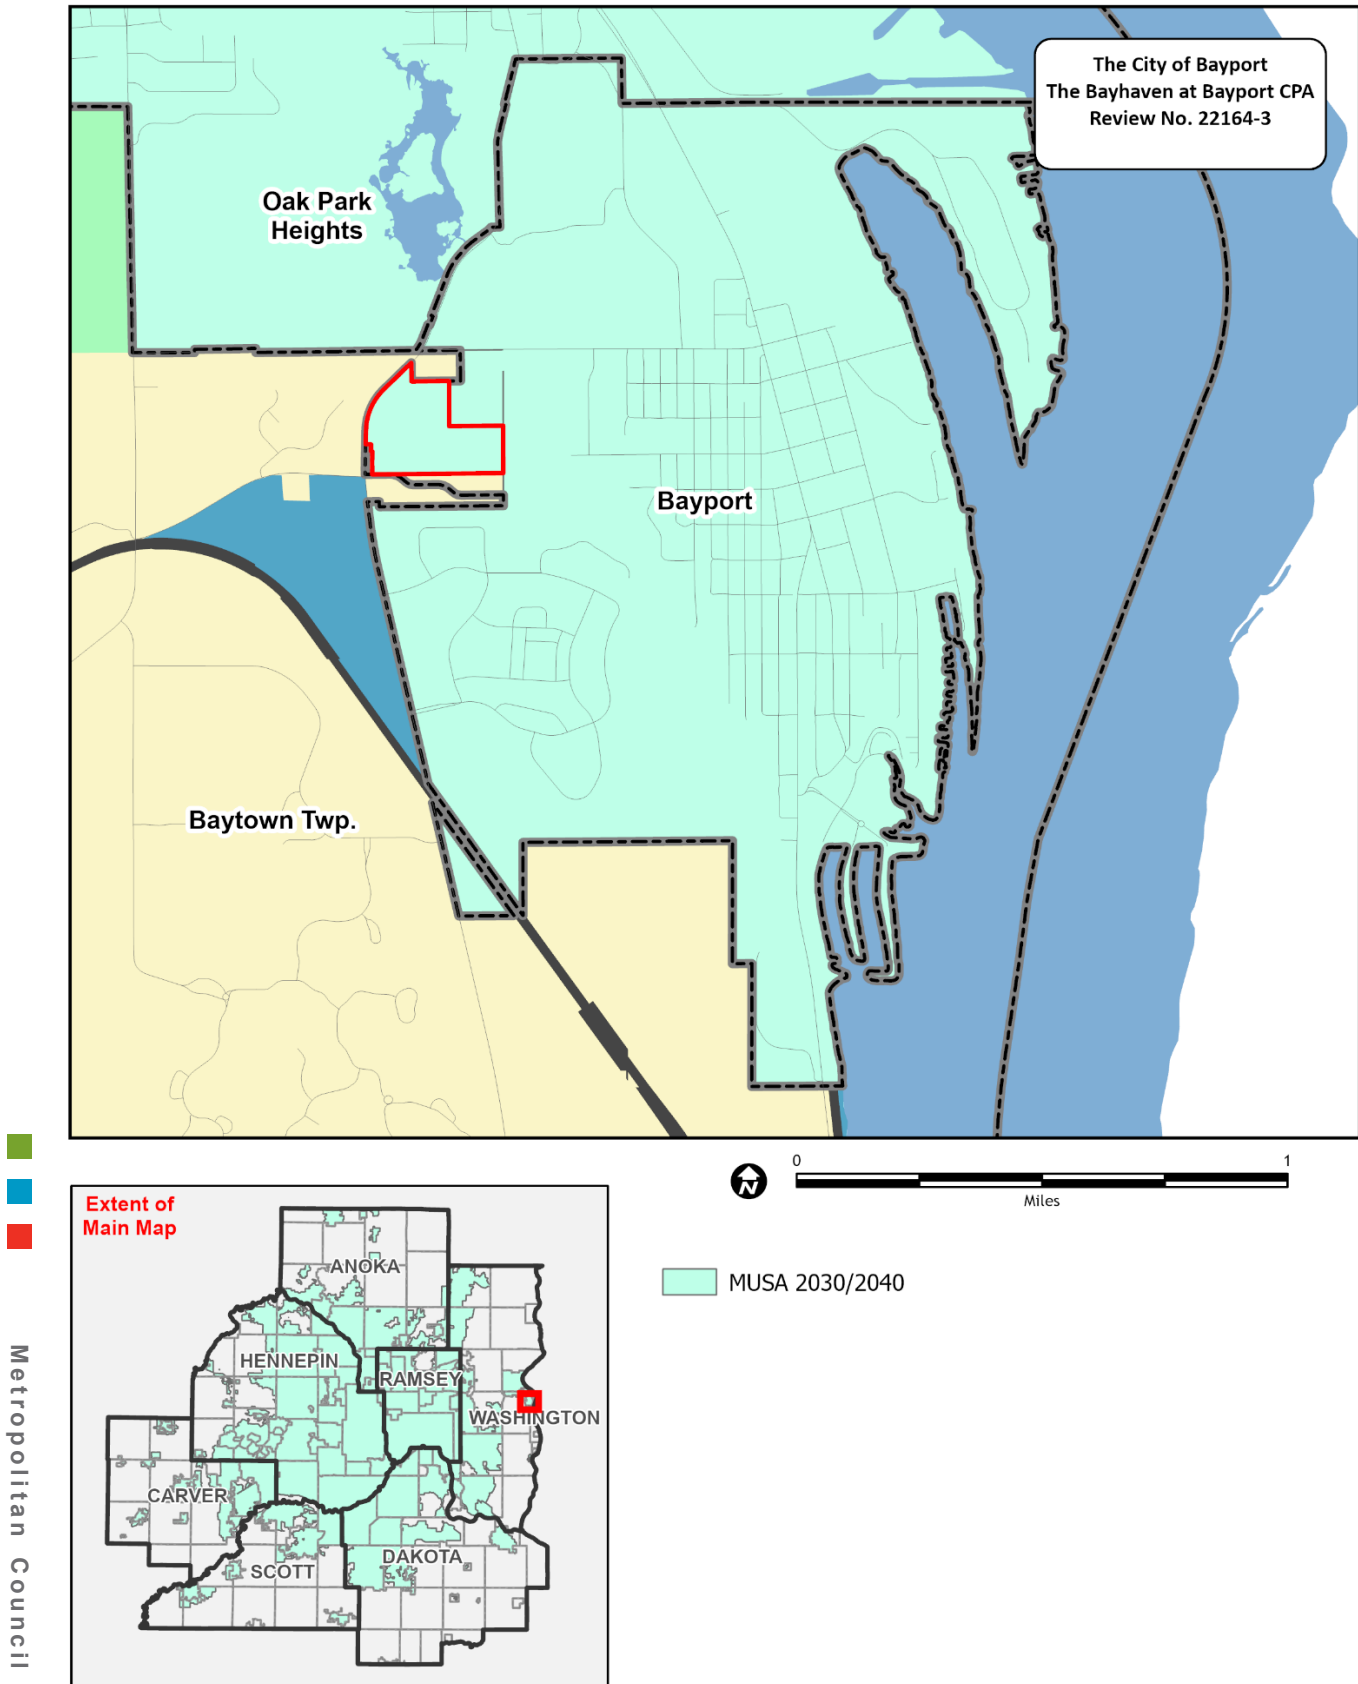 The City of Bayport
The Bayhaven at Bayport CPA
Review No. 22164-3
Oak Park
Heights
Bayport
Baytown Twp.
0 1
Miles
N
MUSA 2030/2040
Extent of
Main Map
ANOKA
HENNEPIN
RAMSEY
WASHINGTON
CARVER
SCOTT
DAKOTA
Metropolitan Council